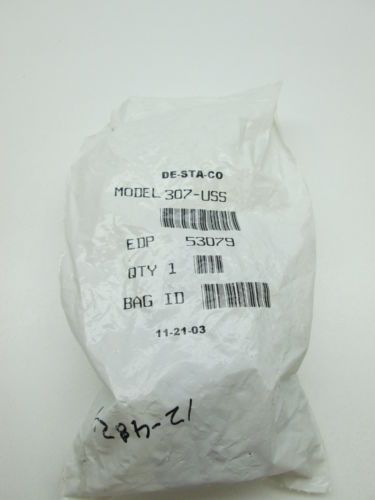 DE-STA-CO
MODEL 307-USS
EDP 53079
QTY 1
BAG ID
11-21-03
12-482